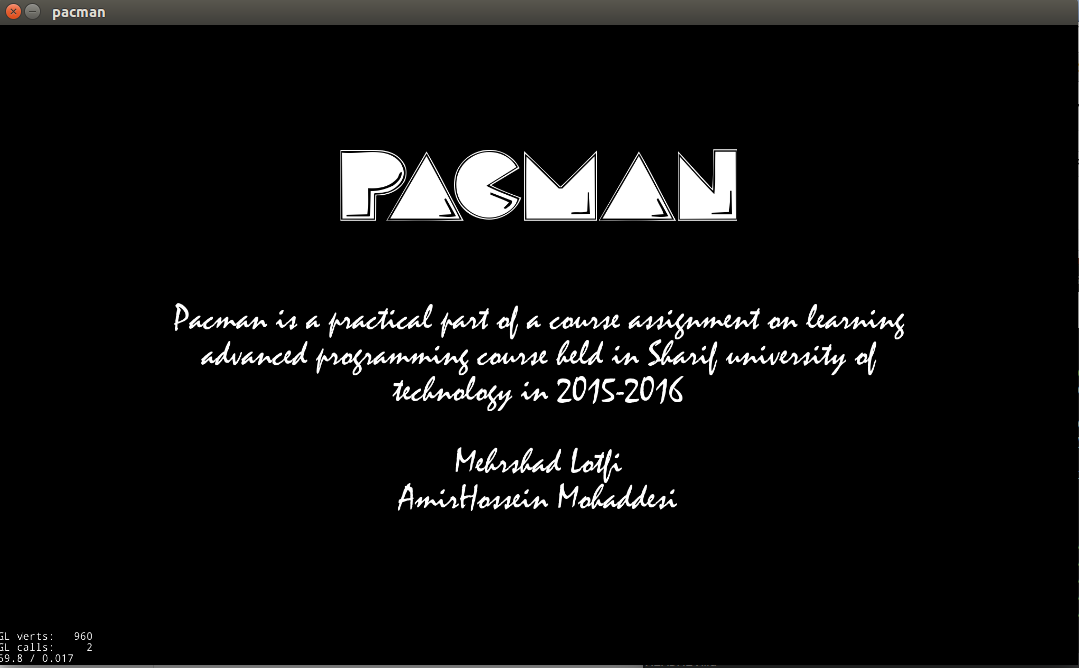 pacman
PACMAN
Pacman is a practical part of a course assignment on learning
advanced programming course held in Sharif university of
technology in 2015-2016
Mehrshad Lotfi
AmirHossein Mohaddesi
GL verts: 960
GL calls: 2
59.8 / 0.017